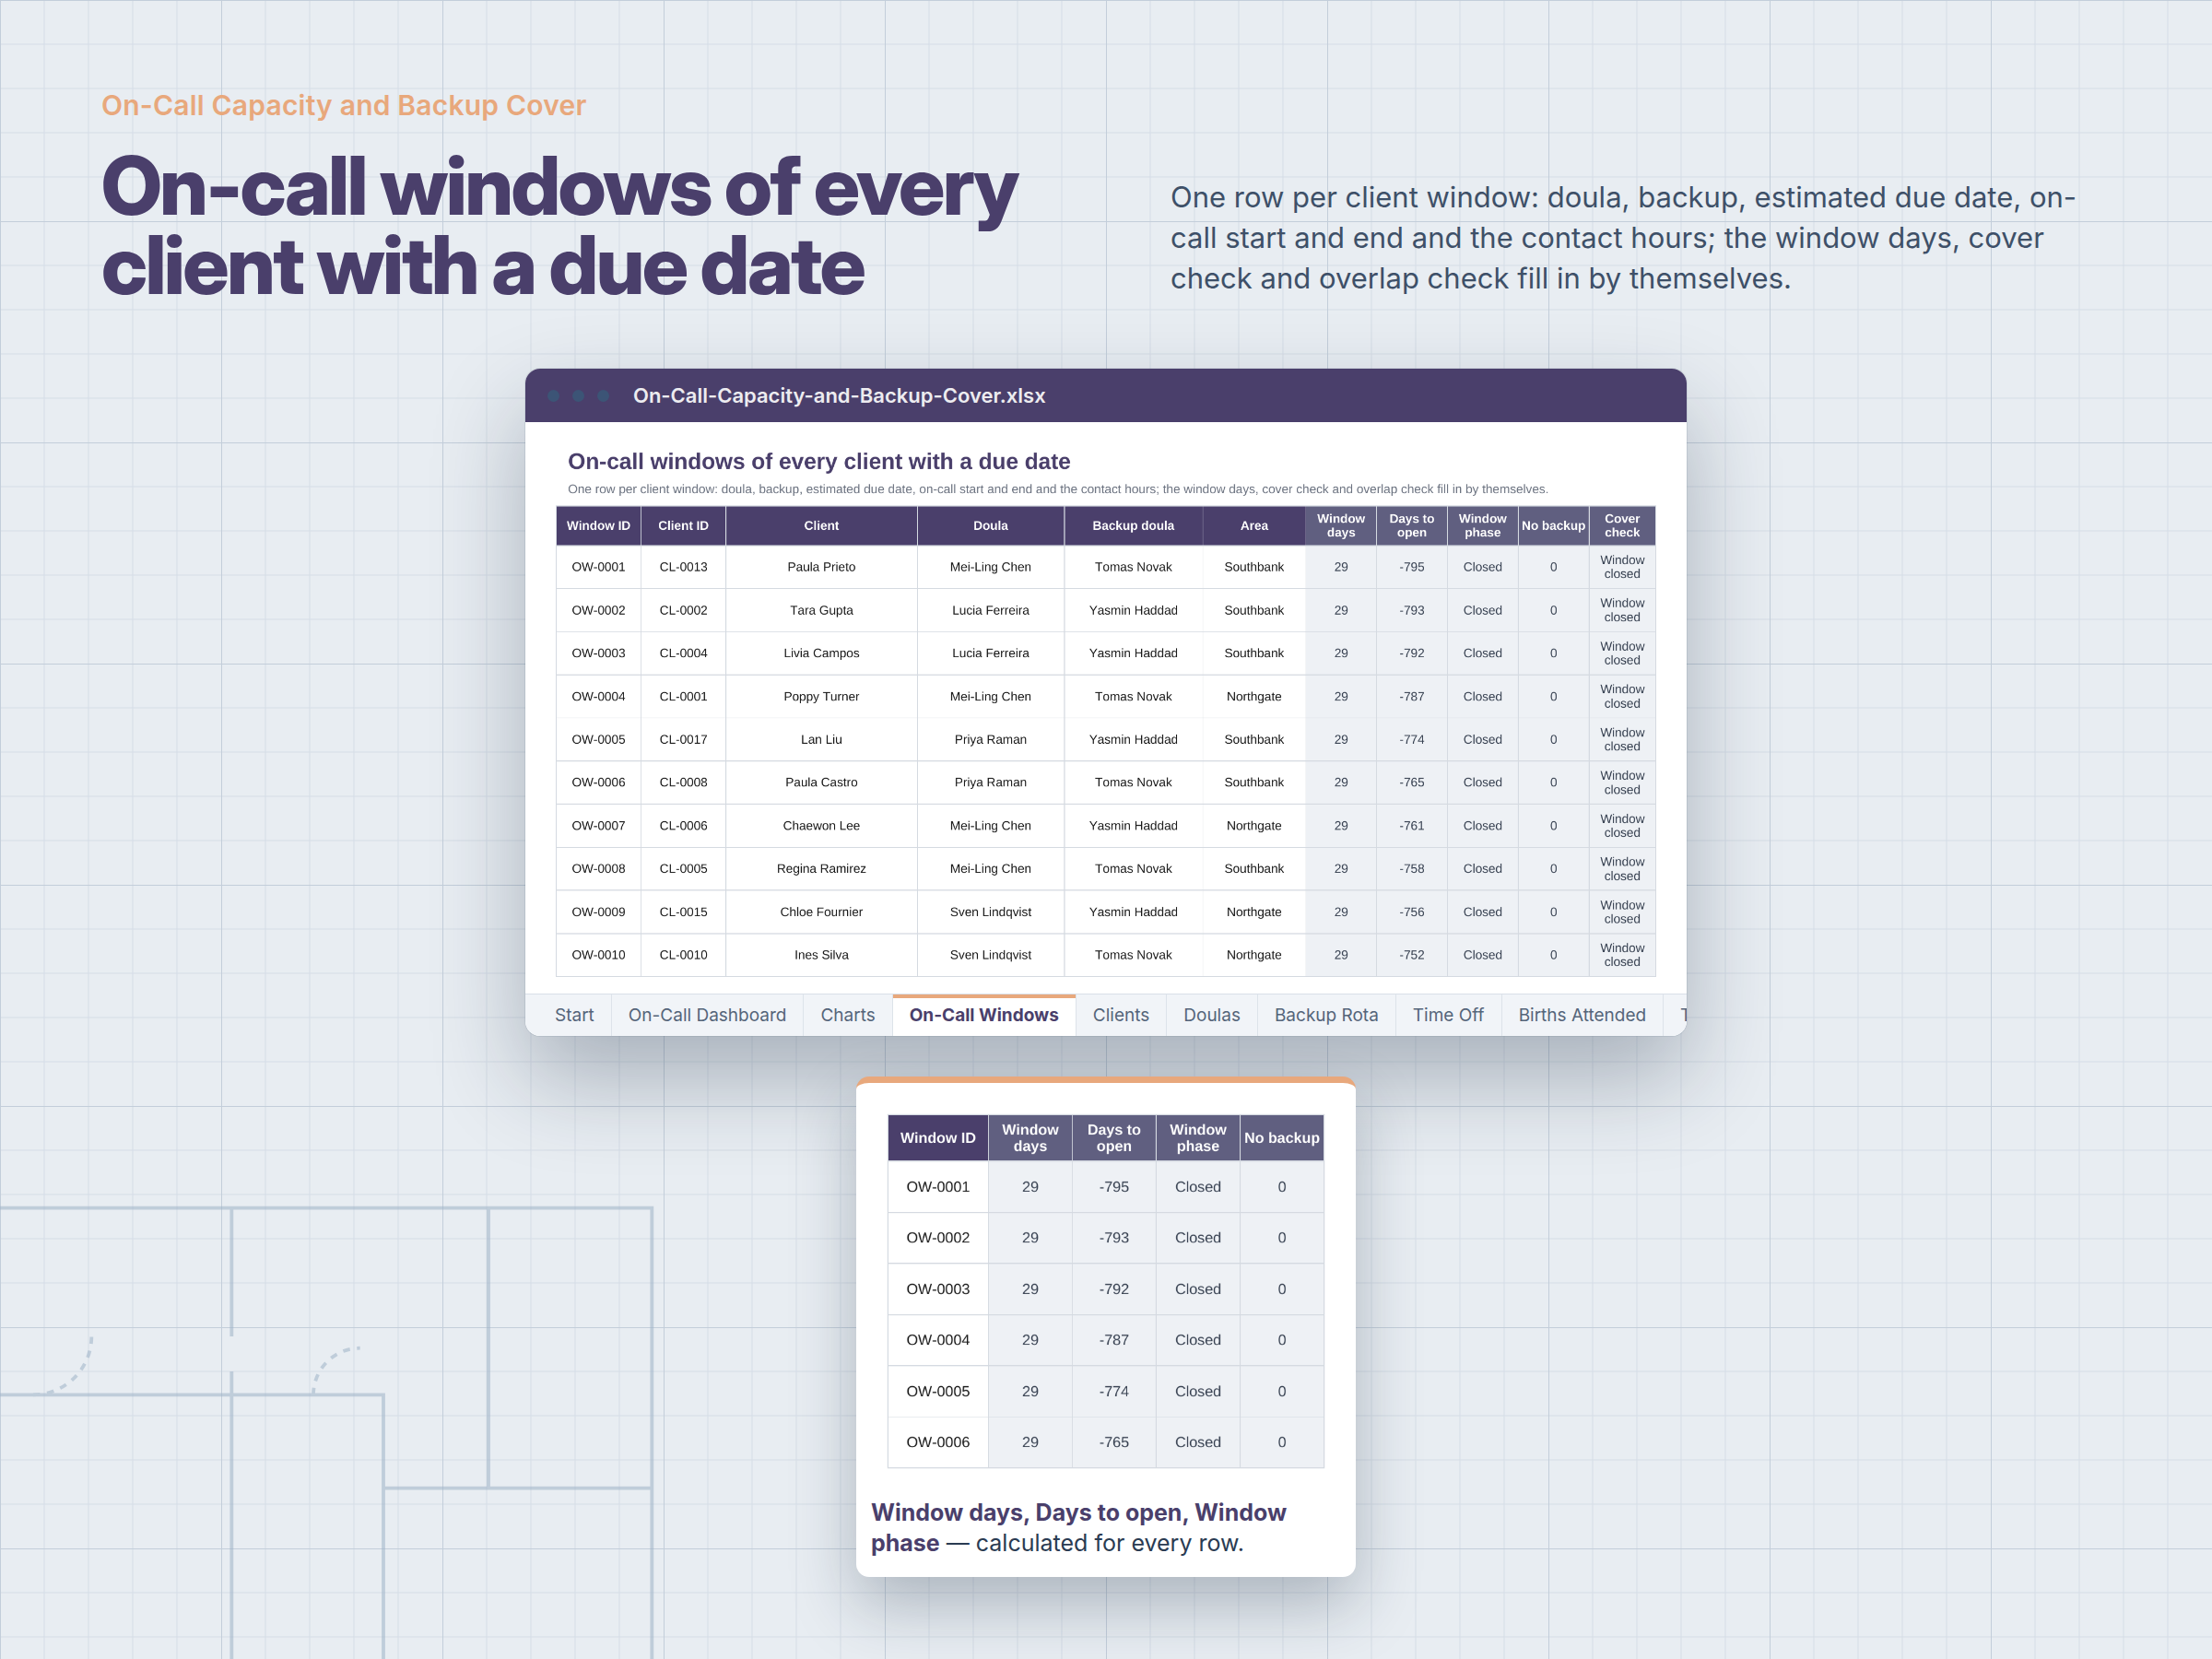 On-Call Capacity and Backup Cover
On-call windows of every
client with a due date
One row per client window: doula, backup, estimated due date, on-
call start and end and the contact hours; the window days, cover
check and overlap check fill in by themselves.
On-Call-Capacity-and-Backup-Cover.xlsx
On-call windows of every client with a due date
One row per client window: doula, backup, estimated due date, on-call start and end and the contact hours; the window days, cover check and overlap check fill in by themselves.
Window ID Client ID Client Doula Backup doula Area Window days Days to open Window phase No backup Cover check
OW-0001 CL-0013 Paula Prieto Mei-Ling Chen Tomas Novak Southbank 29 -795 Closed 0 Window closed
OW-0002 CL-0002 Tara Gupta Lucia Ferreira Yasmin Haddad Southbank 29 -793 Closed 0 Window closed
OW-0003 CL-0004 Livia Campos Lucia Ferreira Yasmin Haddad Southbank 29 -792 Closed 0 Window closed
OW-0004 CL-0001 Poppy Turner Mei-Ling Chen Tomas Novak Northgate 29 -787 Closed 0 Window closed
OW-0005 CL-0017 Lan Liu Priya Raman Yasmin Haddad Southbank 29 -774 Closed 0 Window closed
OW-0006 CL-0008 Paula Castro Priya Raman Tomas Novak Southbank 29 -765 Closed 0 Window closed
OW-0007 CL-0006 Chaewon Lee Mei-Ling Chen Yasmin Haddad Northgate 29 -761 Closed 0 Window closed
OW-0008 CL-0005 Regina Ramirez Mei-Ling Chen Tomas Novak Southbank 29 -758 Closed 0 Window closed
OW-0009 CL-0015 Chloe Fournier Sven Lindqvist Yasmin Haddad Northgate 29 -756 Closed 0 Window closed
OW-0010 CL-0010 Ines Silva Sven Lindqvist Tomas Novak Northgate 29 -752 Closed 0 Window closed
Start On-Call Dashboard Charts On-Call Windows Clients Doulas Backup Rota Time Off Births Attended
Window ID Window days Days to open Window phase No backup
OW-0001 29 -795 Closed 0
OW-0002 29 -793 Closed 0
OW-0003 29 -792 Closed 0
OW-0004 29 -787 Closed 0
OW-0005 29 -774 Closed 0
OW-0006 29 -765 Closed 0
Window days, Days to open, Window
phase — calculated for every row.